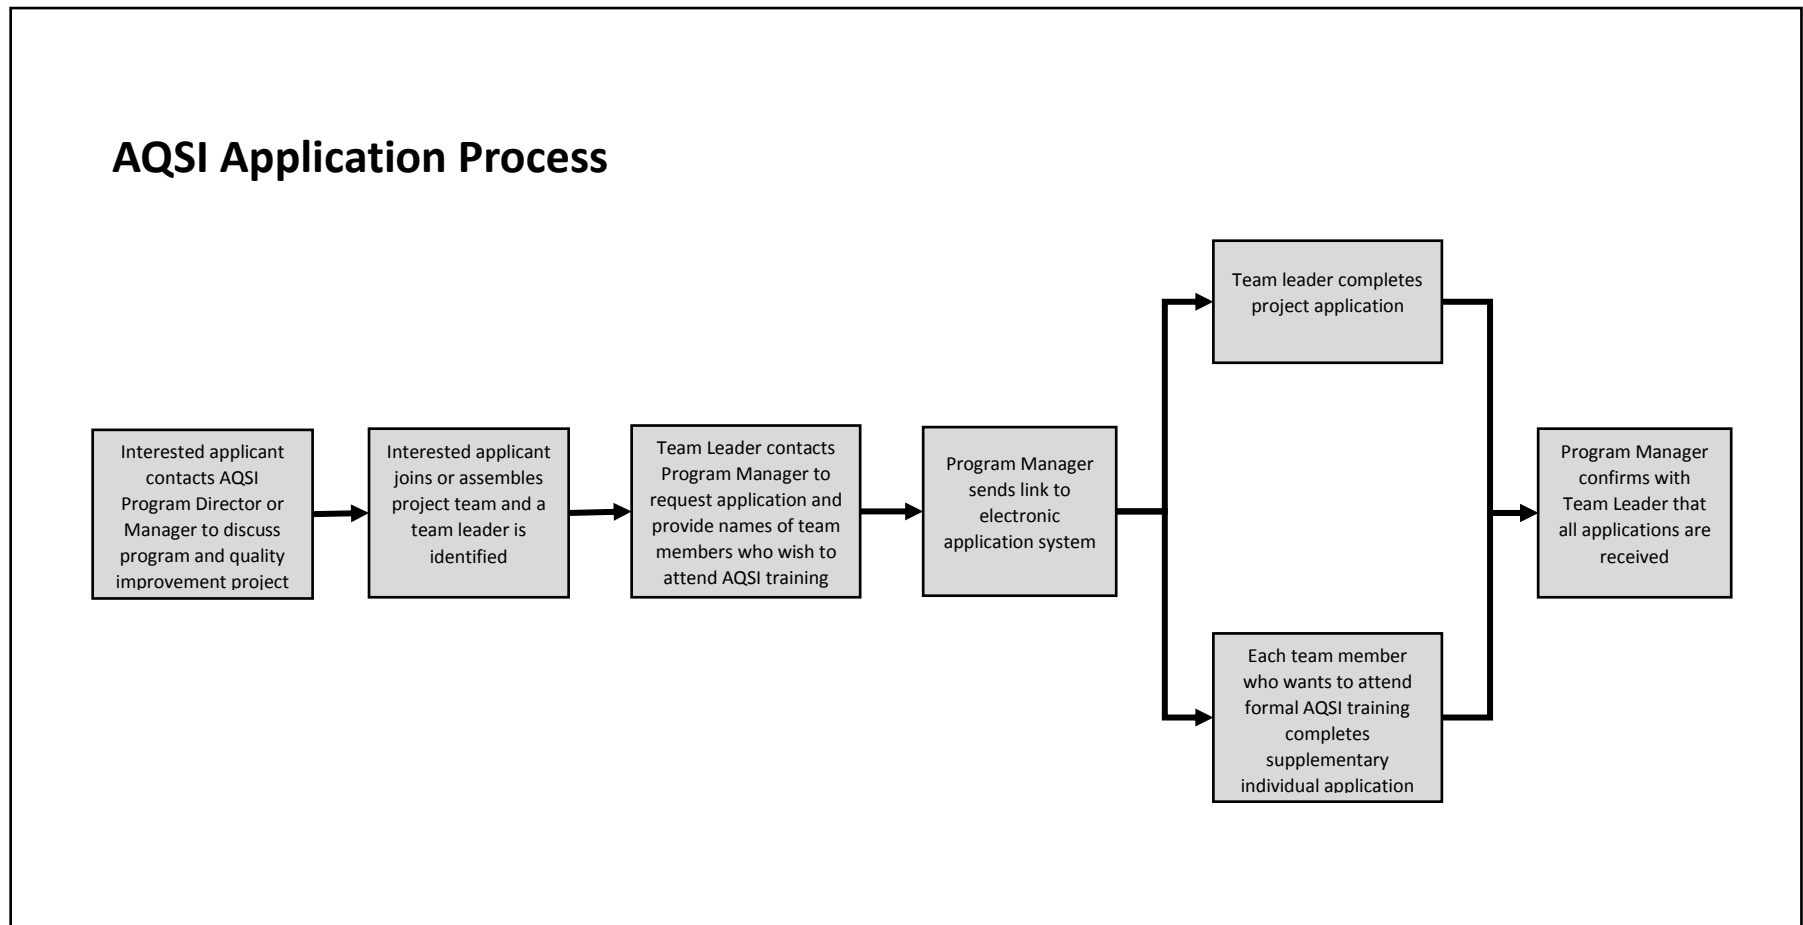 AQSI Application Process
Interested applicant
contacts AQSI
Program Director or
Manager to discuss
program and quality
improvement project
Interested applicant
joins or assembles
project team and a
team leader is
identified
Team Leader contacts
Program Manager to
request application and
provide names of team
members who wish to
attend AQSI training
Program Manager
sends link to
electronic
application system
Team leader completes
project application
Each team member
who wants to attend
formal AQSI training
completes
supplementary
individual application
Program Manager
confirms with
Team Leader that
all applications are
received